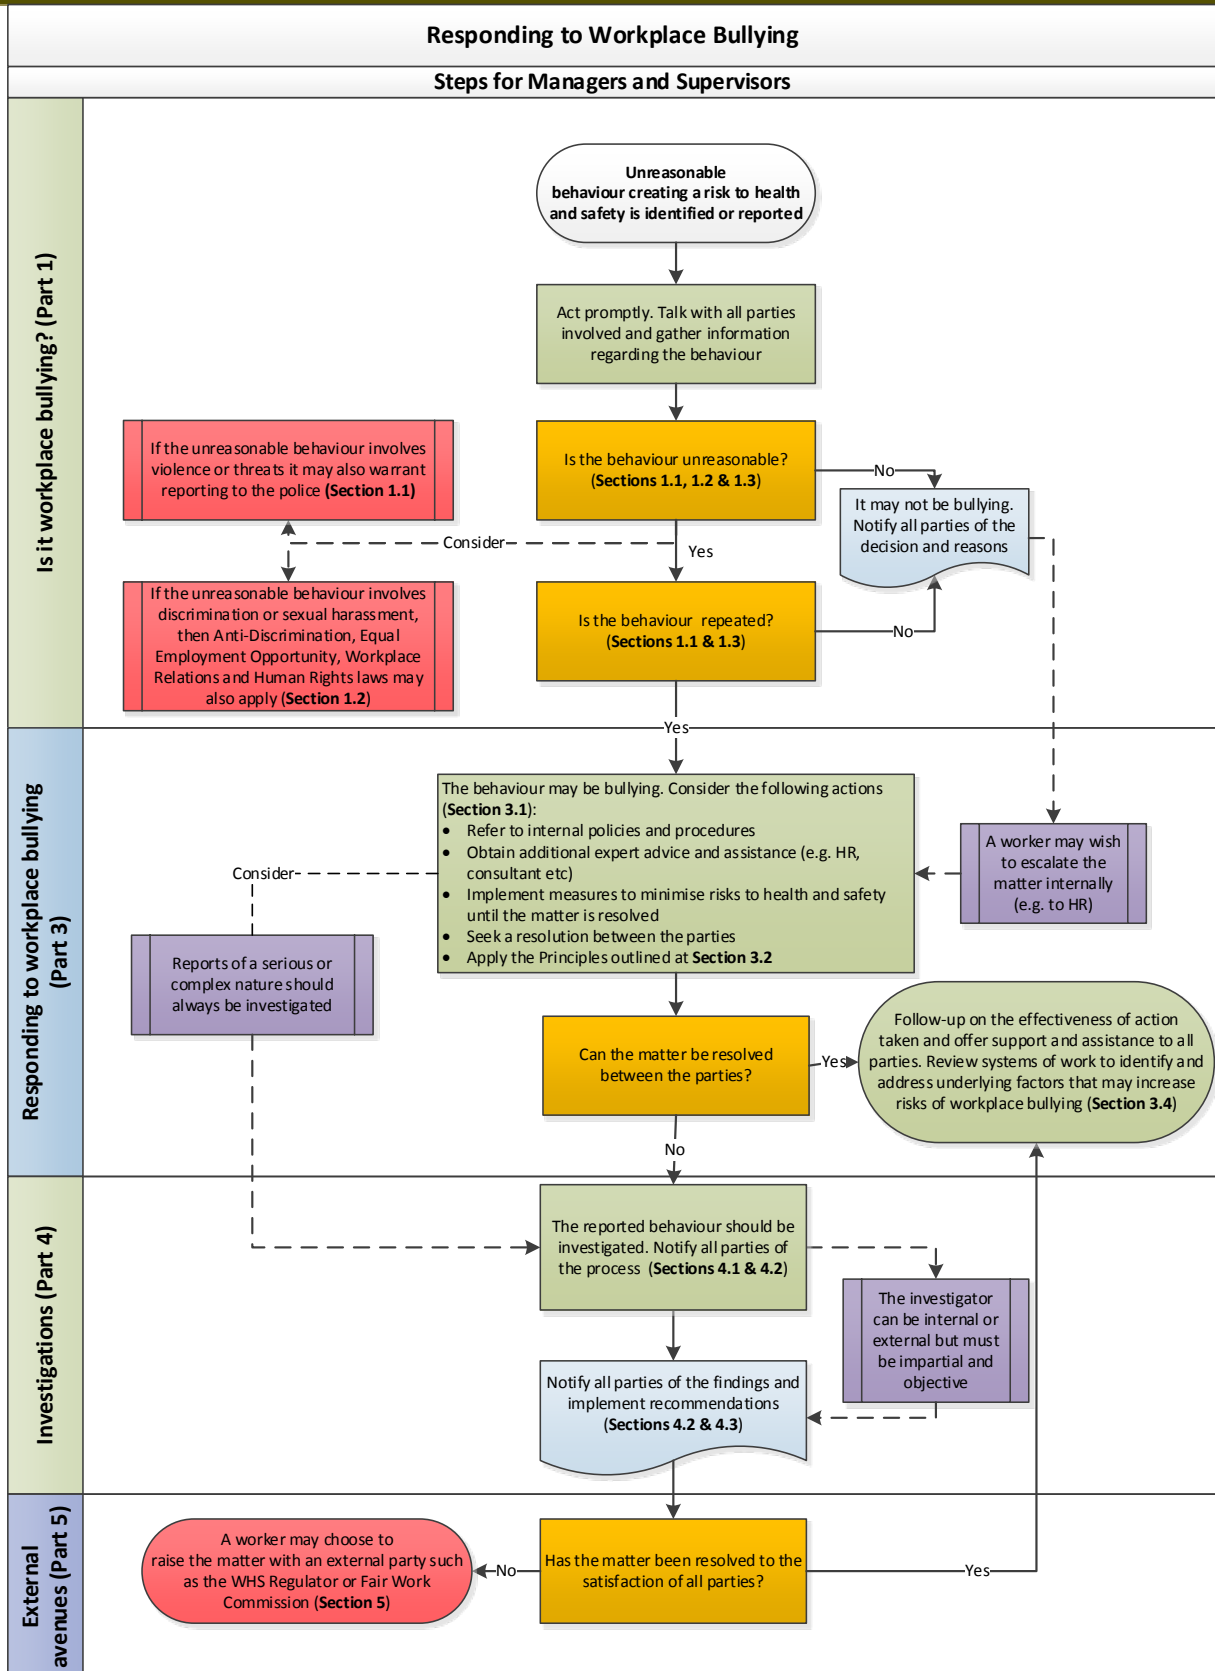 Responding to Workplace Bullying
Steps for Managers and Supervisors
Is it workplace bullying? (Part 1)
Unreasonable
behaviour creating a risk to health
and safety is identified or reported
Act promptly. Talk with all parties
involved and gather information
regarding the behaviour
If the unreasonable behaviour involves
violence or threats it may also warrant
reporting to the police (Section 1.1)
Is the behaviour unreasonable?
(Sections 1.1, 1.2 & 1.3)
No
It may not be bullying.
Notify all parties of the
decision and reasons
Consider
Yes
If the unreasonable behaviour involves
discrimination or sexual harassment,
then Anti-Discrimination, Equal
Employment Opportunity, Workplace
Relations and Human Rights laws may
also apply (Section 1.2)
Is the behaviour repeated?
(Sections 1.1 & 1.3)
No
Yes
Responding to workplace bullying
(Part 3)
The behaviour may be bullying. Consider the following actions
(Section 3.1):
• Refer to internal policies and procedures
• Obtain additional expert advice and assistance (e.g. HR,
consultant etc)
• Implement measures to minimise risks to health and safety
until the matter is resolved
• Seek a resolution between the parties
• Apply the Principles outlined at Section 3.2
A worker may wish
to escalate the
matter internally
(e.g. to HR)
Consider
Reports of a serious or
complex nature should
always be investigated
Can the matter be resolved
between the parties?
Yes
Follow-up on the effectiveness of action
taken and offer support and assistance to all
parties. Review systems of work to identify and
address underlying factors that may increase
risks of workplace bullying (Section 3.4)
No
Investigations (Part 4)
The reported behaviour should be
investigated. Notify all parties of
the process (Sections 4.1 & 4.2)
The investigator
can be internal or
external but must
be impartial and
objective
Notify all parties of the findings and
implement recommendations
(Sections 4.2 & 4.3)
External
avenues (Part 5)
A worker may choose to
raise the matter with an external party such
as the WHS Regulator or Fair Work
Commission (Section 5)
No
Has the matter been resolved to the
satisfaction of all parties?
Yes